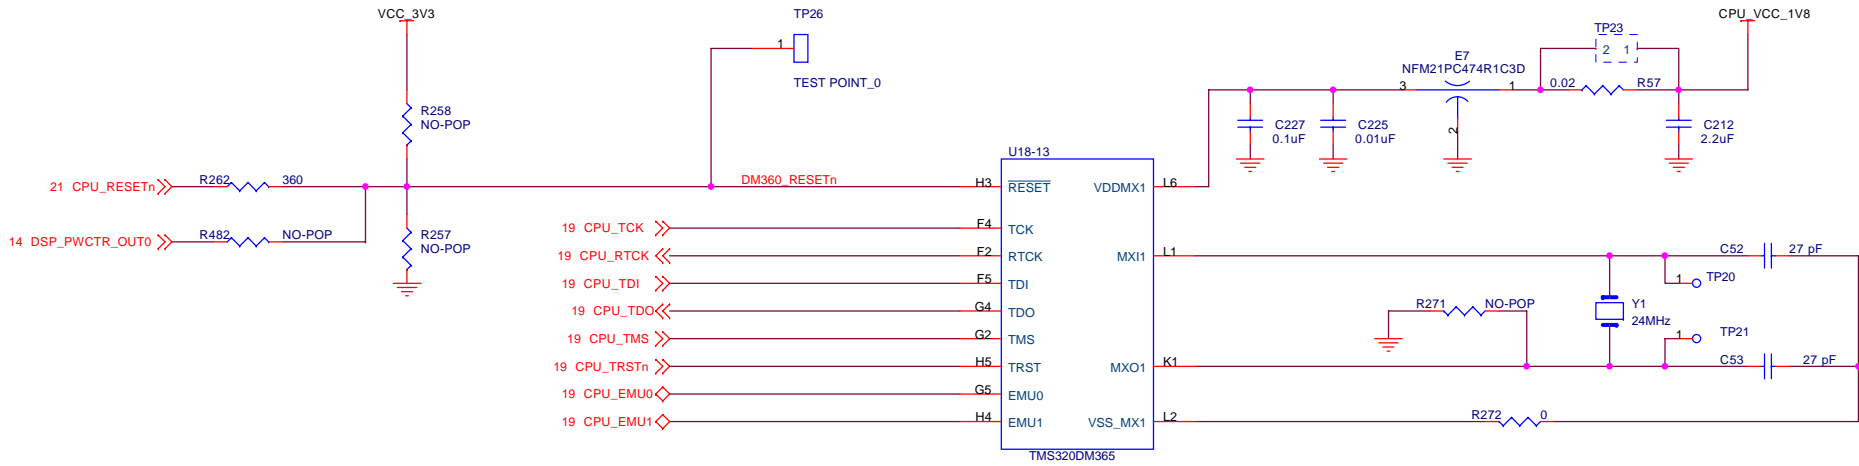 VCC_3V3
TP26
CPU_VCC_1V8
TP23
1
2 1
E7
NFM21PC474R1C3D
TEST POINT_0
3
1
0.02
R57
R258
NO-POP
2
C227
0.1uF
C225
0.01uF
C212
2.2uF
U18-13
21 CPU_RESETn
R262
360
DM360_RESETn
H3
RESET
VDDMX1
L6
14 DSP_PWCTR_OUT0
R482
NO-POP
R257
NO-POP
19 CPU_TCK
F4
TCK
19 CPU_RTCK
F2
RTCK
MXI1
L1
C52
27 pF
19 CPU_TDI
F5
TDI
1
TP20
19 CPU_TDO
G4
TDO
R271
NO-POP
Y1
24MHz
19 CPU_TMS
G2
TMS
1
TP21
19 CPU_TRSTn
H5
TRST
MXO1
K1
C53
27 pF
19 CPU_EMU0
G5
EMU0
19 CPU_EMU1
H4
EMU1
VSS_MX1
L2
R272
0
TMS320DM365